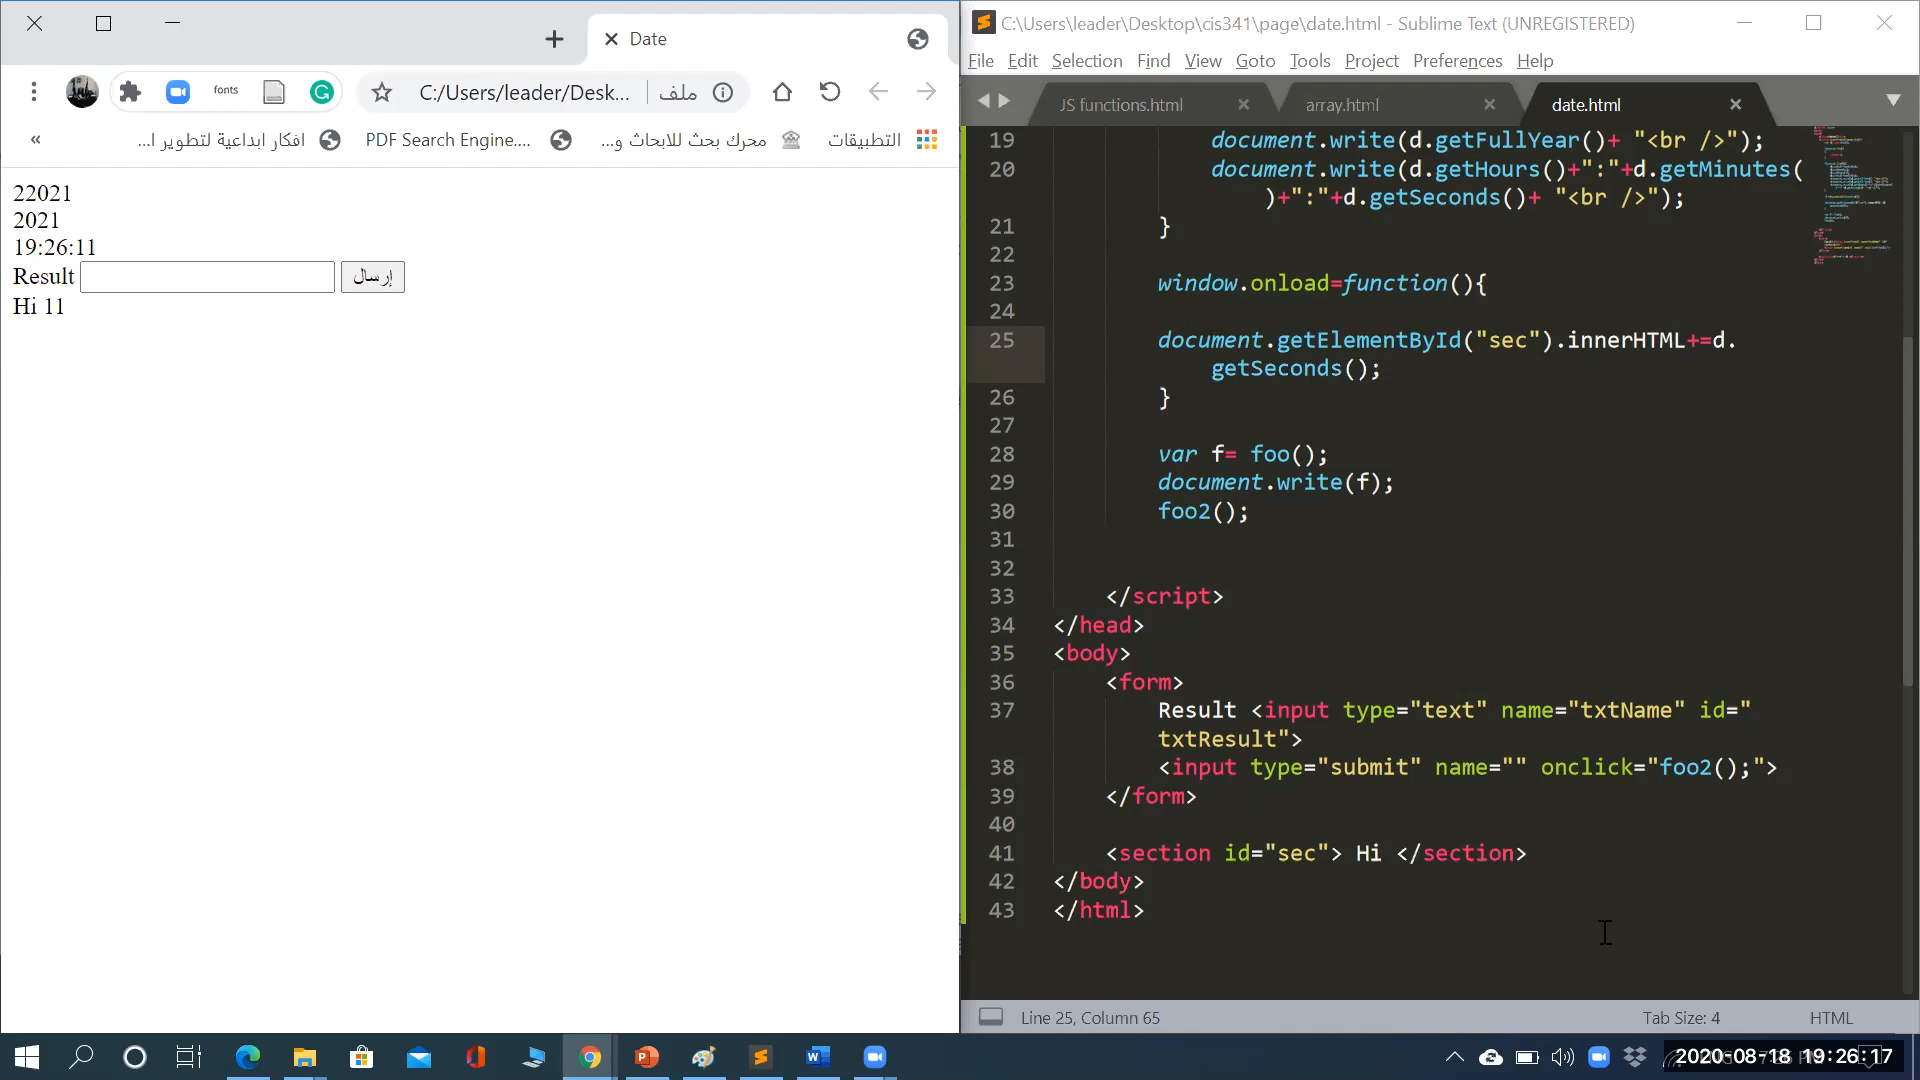 Date
fonts
C:/Users/leader/Desk... ملف
التطبيقات
محرك بحث للابحاث و...
PDF Search Engine....
افكار ابداعية لتطوير ا...
22021
2021
19:26:11
Result إرسال
Hi 11
C:\Users\leader\Desktop\cis341\page\date.html - Sublime Text (UNREGISTERED)
File Edit Selection Find View Goto Tools Project Preferences Help
JS functions.html array.html date.html
19 document.write(d.getFullYear()+ "<br />");
20 document.write(d.getHours()+":"+d.getMinutes(
)+":"+d.getSeconds()+ "<br />");
21 }
22
23 window.onload=function(){
24
25 document.getElementById("sec").innerHTML+=d.
getSeconds();
26 }
27
28 var f= foo();
29 document.write(f);
30 foo2();
31
32
33 </script>
34 </head>
35 <body>
36 <form>
37 Result <input type="text" name="txtName" id="
txtResult">
38 <input type="submit" name="" onclick="foo2();">
39 </form>
40
41 <section id="sec"> Hi </section>
42 </body>
43 </html>
Line 25, Column 65 Tab Size: 4 HTML
2020-08-18 19:26:17